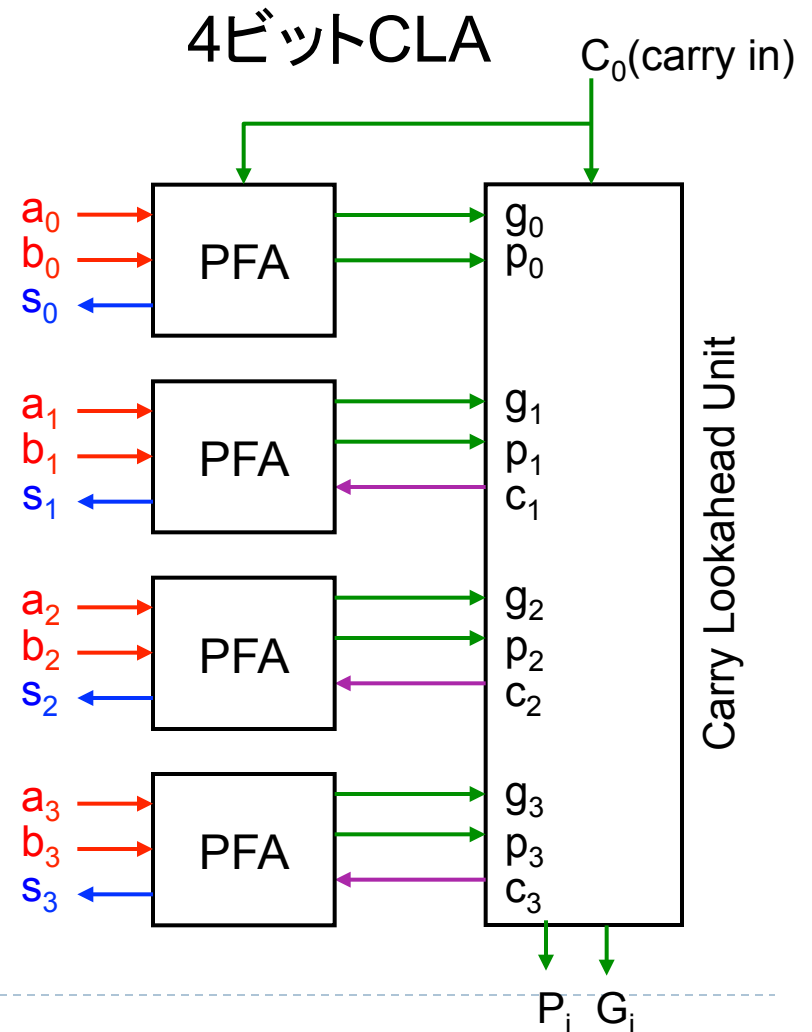 4ビットCLA
C₀(carry in)
a₀
b₀
s₀
PFA
g₀
p₀
a₁
b₁
s₁
PFA
g₁
p₁
c₁
a₂
b₂
s₂
PFA
g₂
p₂
c₂
a₃
b₃
s₃
PFA
g₃
p₃
c₃
Carry Lookahead Unit
Pᵢ Gᵢ